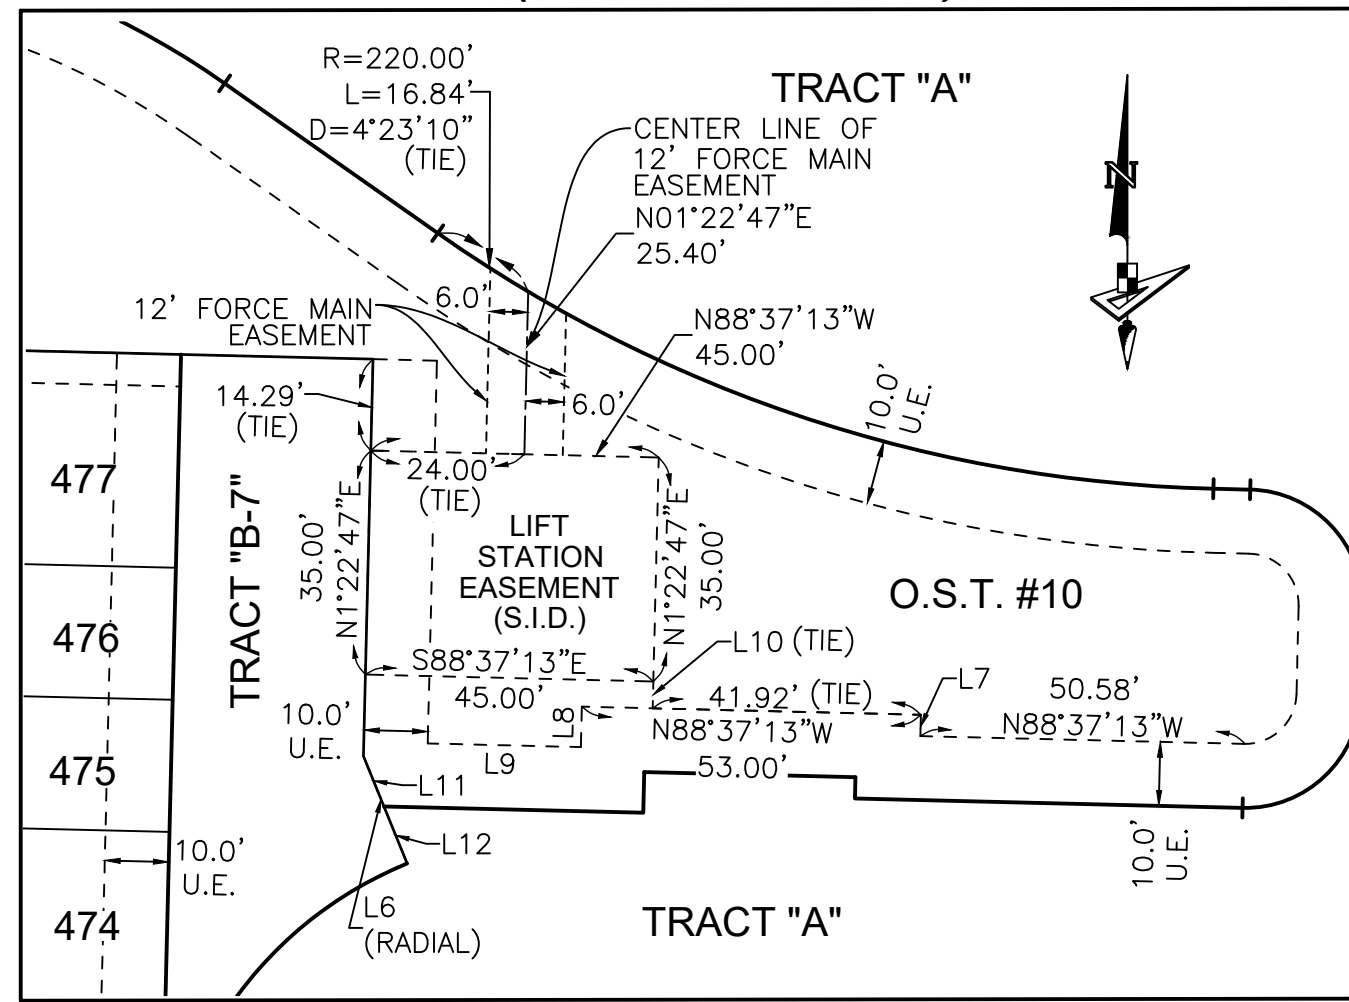 R=220.00'
L=16.84'
D=4°23'10"
(TIE)
TRACT "A"
CENTER LINE OF
12' FORCE MAIN
EASEMENT
N01°22'47"E
25.40'
N
12' FORCE MAIN
EASEMENT
6.0'
N88°37'13"W
45.00'
14.29'
(TIE)
6.0'
10.0'
U.E.
477
24.00'
(TIE)
TRACT "B-7"
35.00'
N1°22'47"E
LIFT
STATION
EASEMENT
(S.I.D.)
N1°22'47"E
35.00'
O.S.T. #10
476
L10 (TIE)
S88°37'13"E
45.00'
41.92' (TIE)
L7
50.58'
N88°37'13"W
10.0'
U.E.
L8
N88°37'13"W
53.00'
L9
475
L11
10.0'
U.E.
L12
10.0'
U.E.
474
L6
(RADIAL)
TRACT "A"